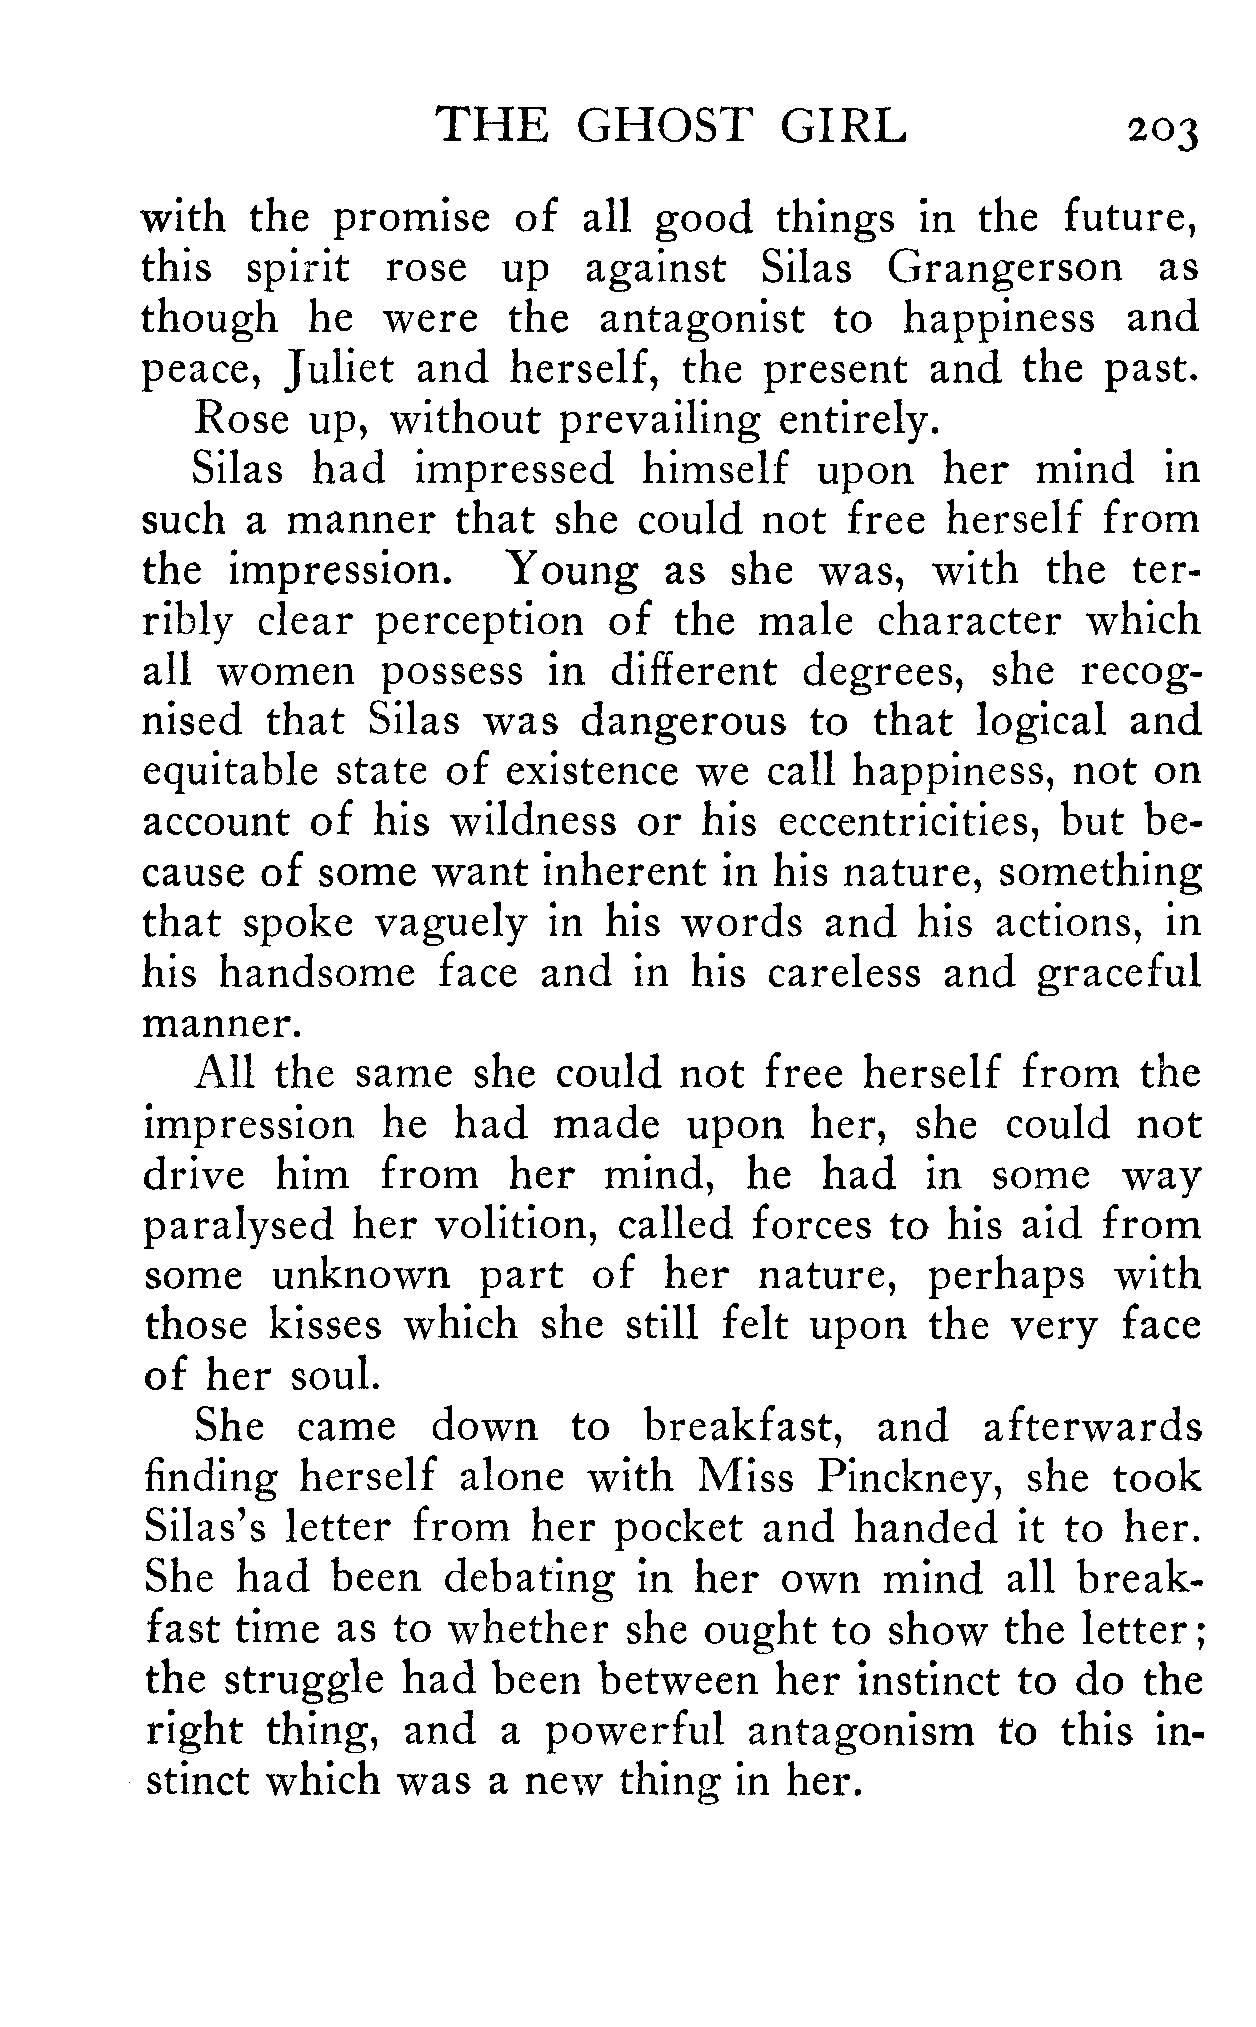 THE GHOST GIRL 203
with the promise of all good things in the future,
this spirit rose up against Silas Grangerson as
though he were the antagonist to happiness and
peace, Juliet and herself, the present and the past.
Rose up, without prevailing entirely.
Silas had impressed himself upon her mind in
such a manner that she could not free herself from
the impression. Young as she was, with the ter-
ribly clear perception of the male character which
all women possess in different degrees, she recog-
nised that Silas was dangerous to that logical and
equitable state of existence we call happiness, not on
account of his wildness or his eccentricities, but be-
cause of some want inherent in his nature, something
that spoke vaguely in his words and his actions, in
his handsome face and in his careless and graceful
manner.
All the same she could not free herself from the
impression he had made upon her, she could not
drive him from her mind, he had in some way
paralysed her volition, called forces to his aid from
some unknown part of her nature, perhaps with
those kisses which she still felt upon the very face
of her soul.
She came down to breakfast, and afterwards
finding herself alone with Miss Pinckney, she took
Silas's letter from her pocket and handed it to her.
She had been debating in her own mind all break-
fast time as to whether she ought to show the letter;
the struggle had been between her instinct to do the
right thing, and a powerful antagonism to this in-
stinct which was a new thing in her.